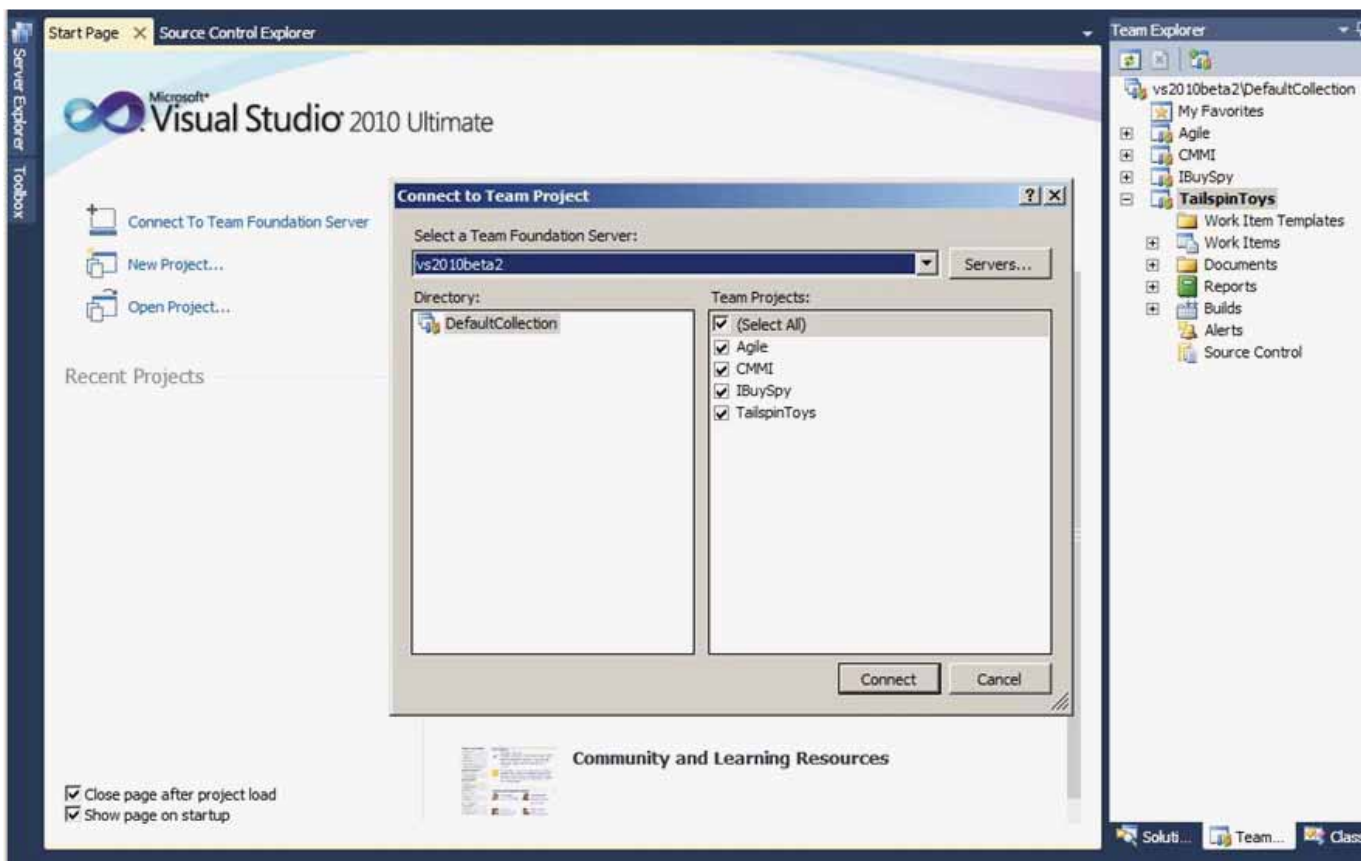 Start Page
Source Control Explorer
Server Explorer
Toolbox
Microsoft
Visual Studio 2010 Ultimate
Connect To Team Foundation Server
New Project...
Open Project...
Recent Projects
Connect to Team Project
Select a Team Foundation Server:
vs2010beta2
Servers...
Directory:
DefaultCollection
Team Projects:
(Select All)
Agile
CMMI
IBuySpy
TailspinToys
Connect
Cancel
Community and Learning Resources
Close page after project load
Show page on startup
Team Explorer
vs2010beta2\DefaultCollection
My Favorites
Agile
CMMI
IBuySpy
TailspinToys
Work Item Templates
Work Items
Documents
Reports
Builds
Alerts
Source Control
Soluti...
Team...
Class